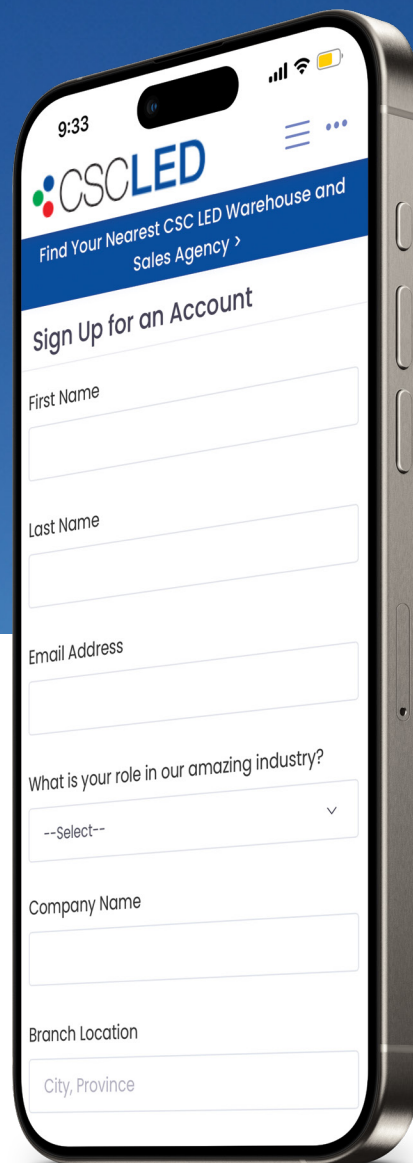 9:33
CSCLED
Find Your Nearest CSC LED Warehouse and
Sales Agency >
Sign Up for an Account
First Name
Last Name
Email Address
What is your role in our amazing industry?
--Select--
Company Name
Branch Location
City, Province